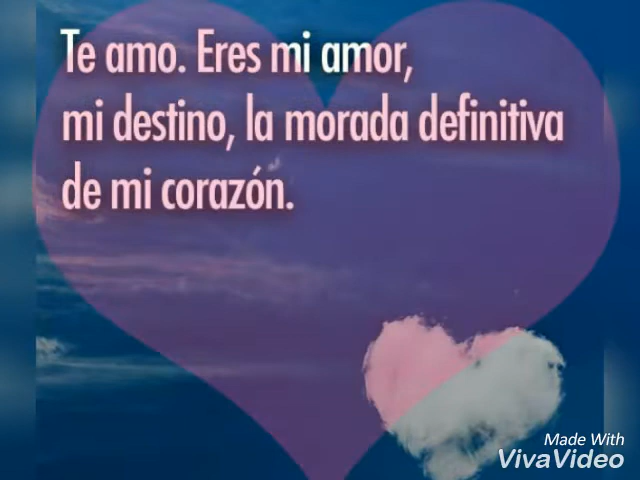 Te amo. Eres mi amor,
mi destino, la morada definitiva
de mi corazón.
Made With
VivaVideo